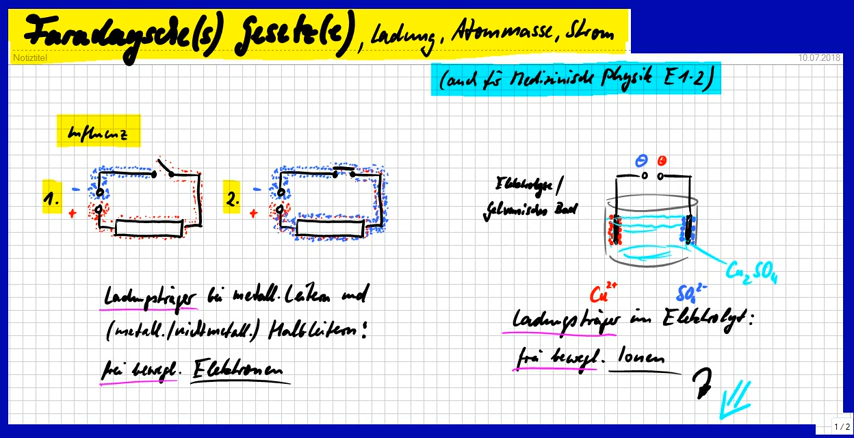 Faradaysche(s) Gesetz(e), Ladung, Atommasse, Strom
Notiztitel
10.07.2018
(auch für Medizinische Physik E1.2)
Influenz
1.
-
+
2.
-
+
Elektrolyse/
Galvanisches Bad
⊖ ⊕
Cu₂SO₄
Cu²⁺
SO₄²⁻
Ladungsträger bei metall. Leitern und
(metall./nichtmetall.) Halbleitern:
frei bewegl. Elektronen
Ladungsträger im Elektrolyt:
frei bewegl. Ionen
1 / 2